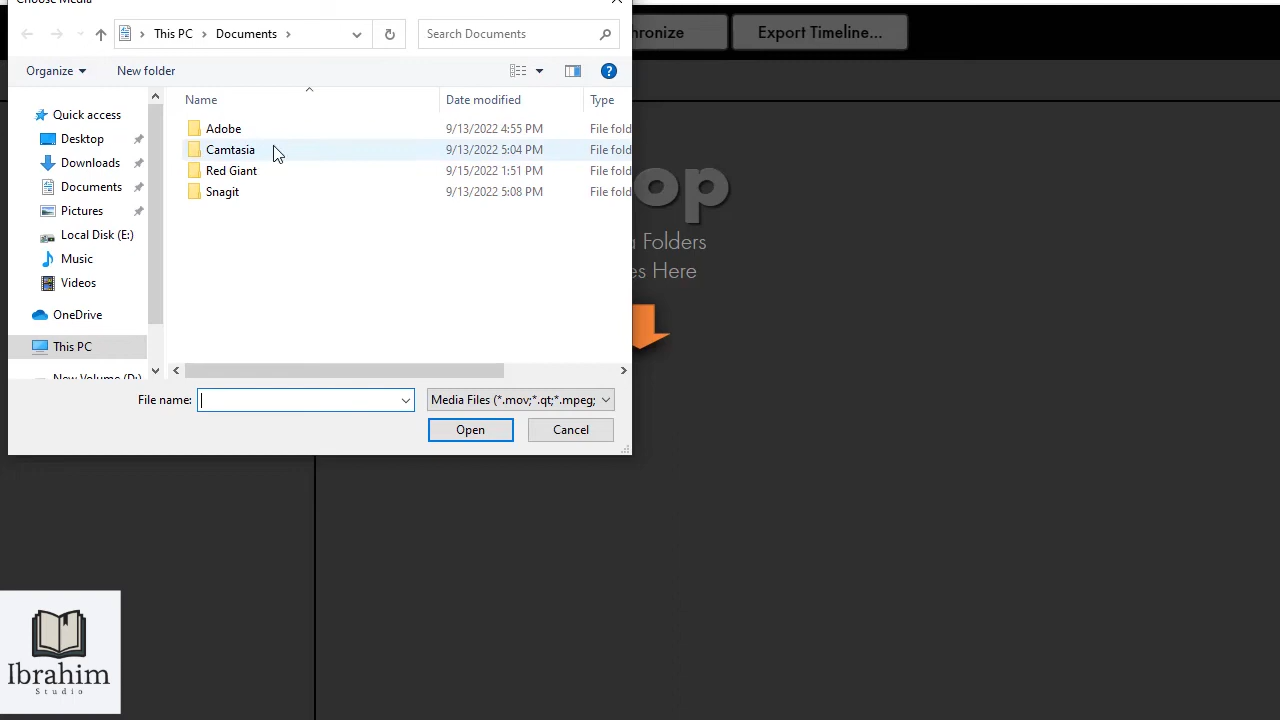 Choose Media
This PC
Documents
Search Documents
hronize
Export Timeline...
Organize
New folder
Name
Date modified
Type
Quick access
Desktop
Downloads
Documents
Pictures
Local Disk (E:)
Music
Videos
OneDrive
This PC
New Volume (D:)
Adobe
9/13/2022 4:55 PM
File fold
Camtasia
9/13/2022 5:04 PM
File fold
Red Giant
9/15/2022 1:51 PM
File fold
Snagit
9/13/2022 5:08 PM
File fold
op
a Folders
es Here
File name:
Media Files (*.mov;*.qt;*.mpeg;
Open
Cancel
Ibrahim
Studio